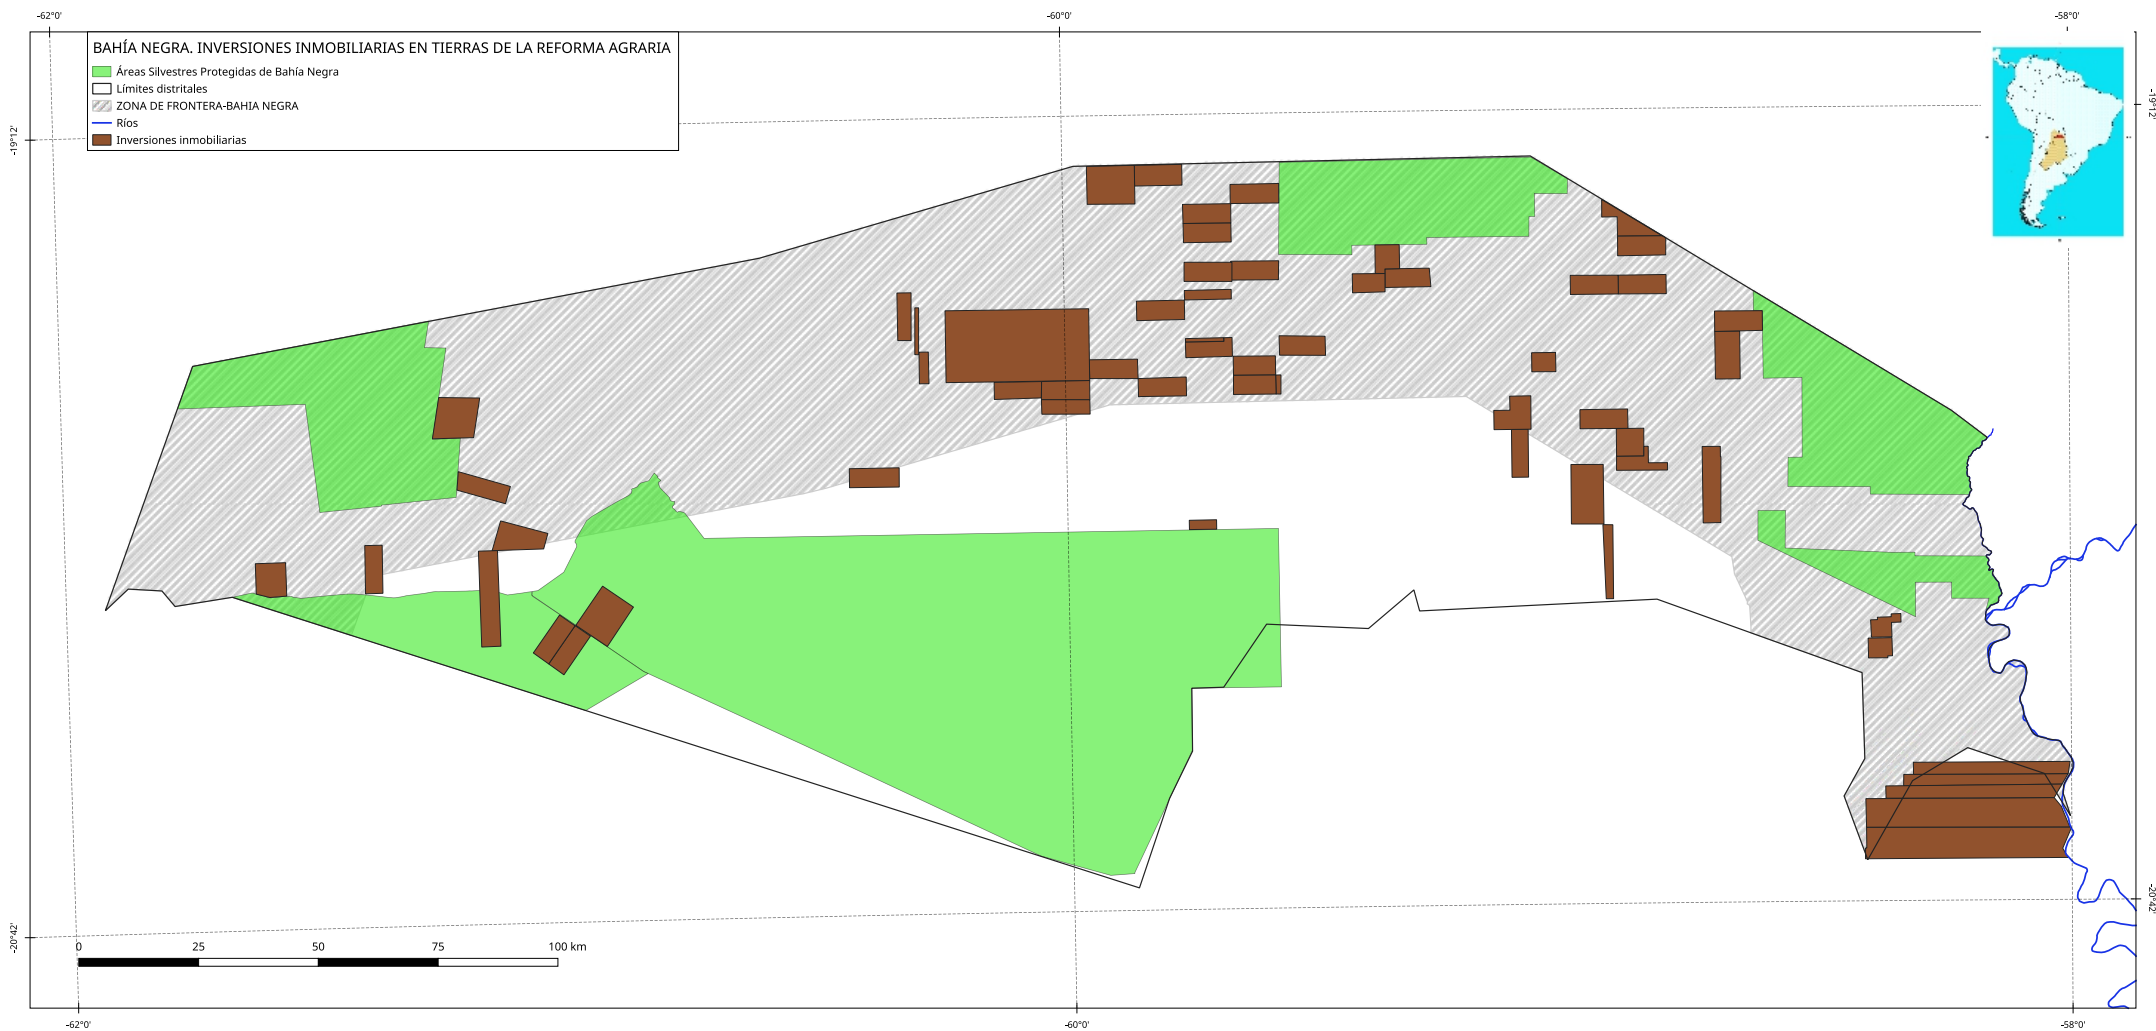 -62°0'
-60°0'
-58°0'
BAHÍA NEGRA. INVERSIONES INMOBILIARIAS EN TIERRAS DE LA REFORMA AGRARIA
Áreas Silvestres Protegidas de Bahía Negra
Límites distritales
ZONA DE FRONTERA-BAHIA NEGRA
Ríos
Inversiones inmobiliarias
-19°12'
-19°12'
-20°42'
-20°42'
0
25
50
75
100 km
-62°0'
-60°0'
-58°0'